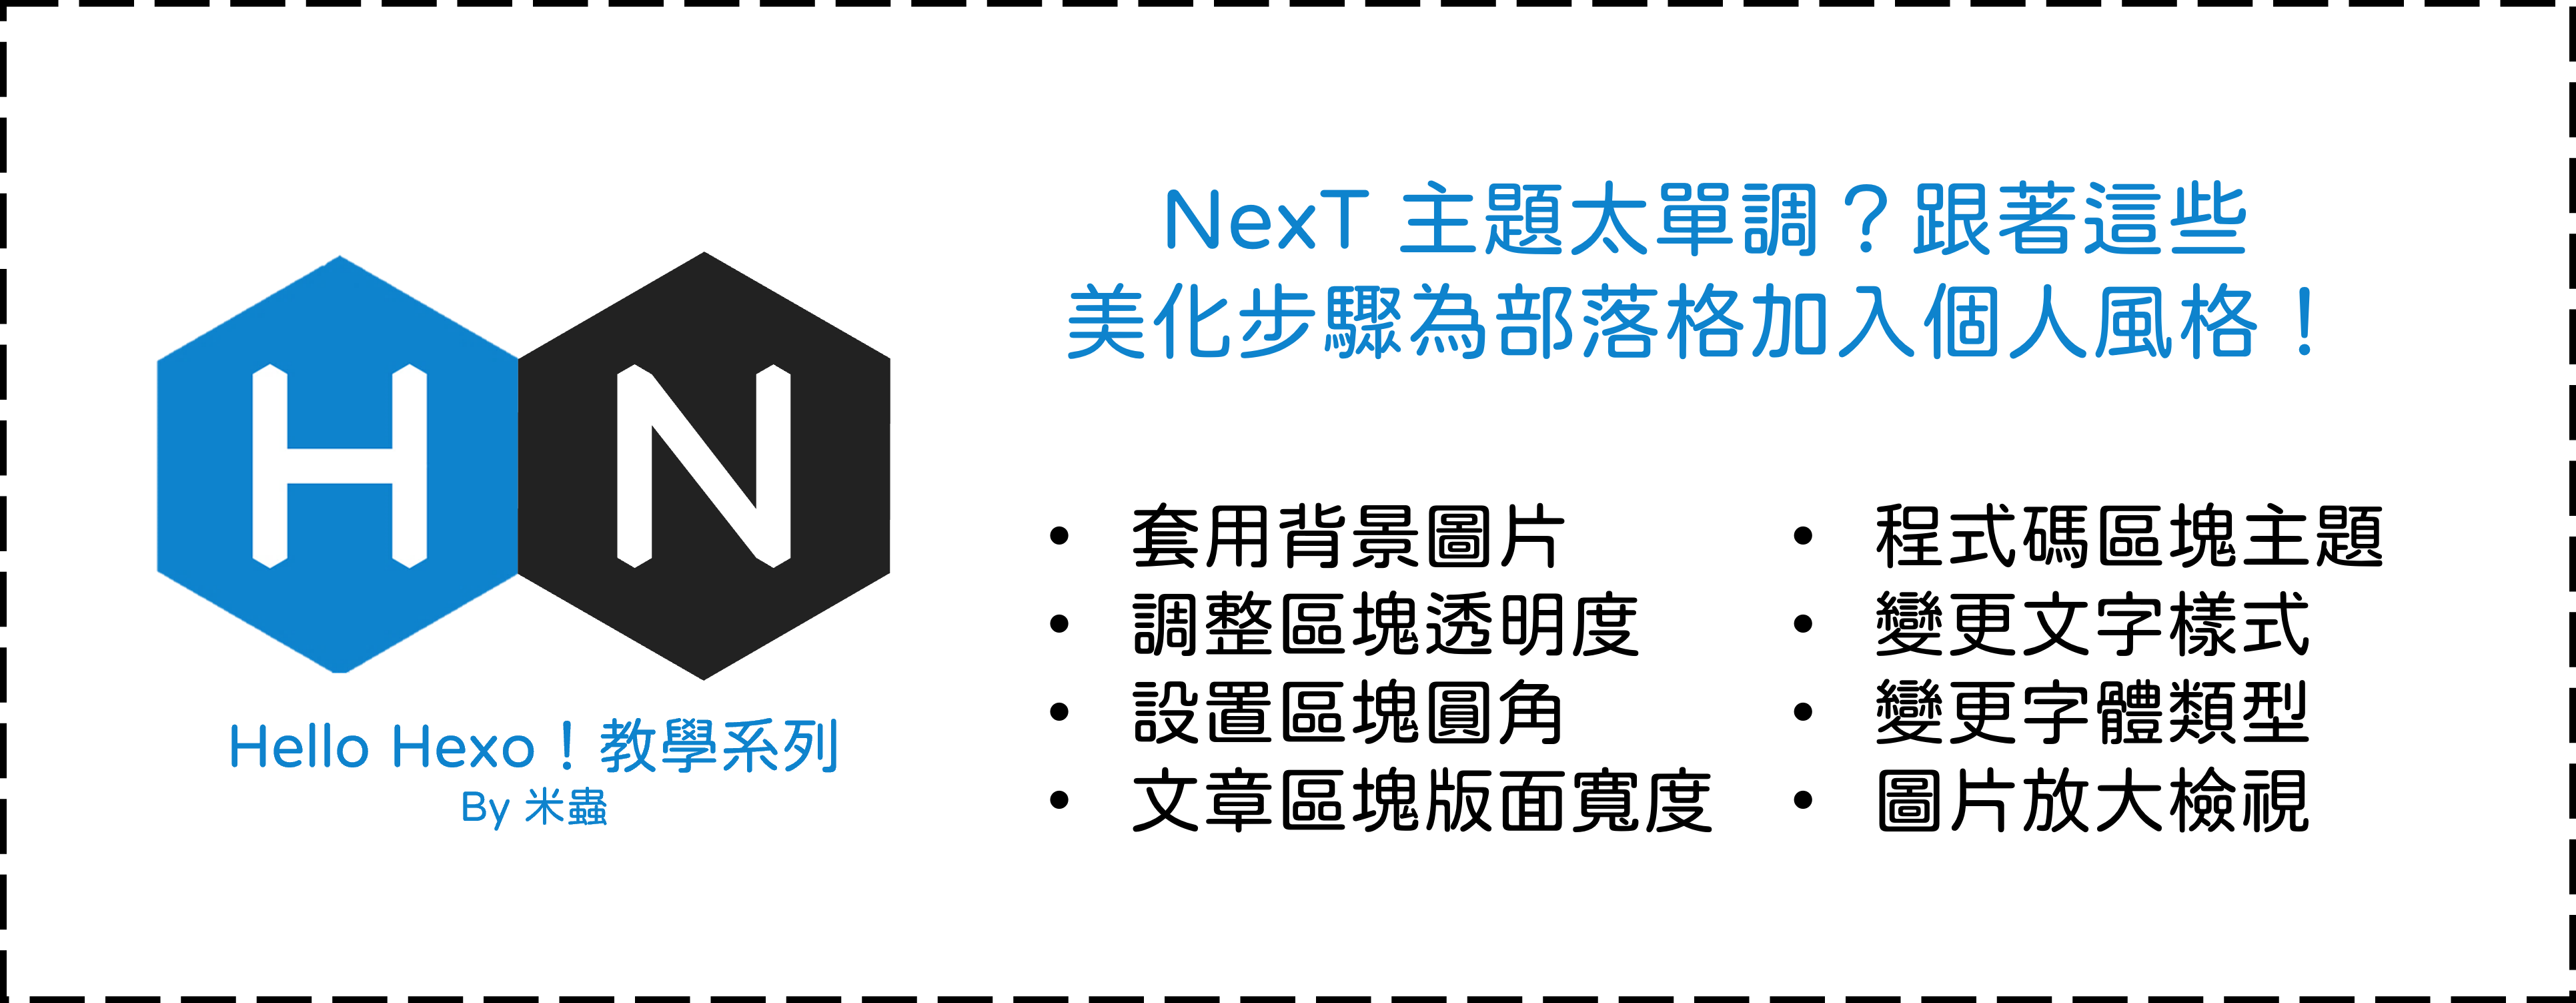 H N
Hello Hexo！教學系列
By 米蟲
NexT 主題太單調？跟著這些
美化步驟為部落格加入個人風格！
• 套用背景圖片
• 調整區塊透明度
• 設置區塊圓角
• 文章區塊版面寬度
• 程式碼區塊主題
• 變更文字樣式
• 變更字體類型
• 圖片放大檢視